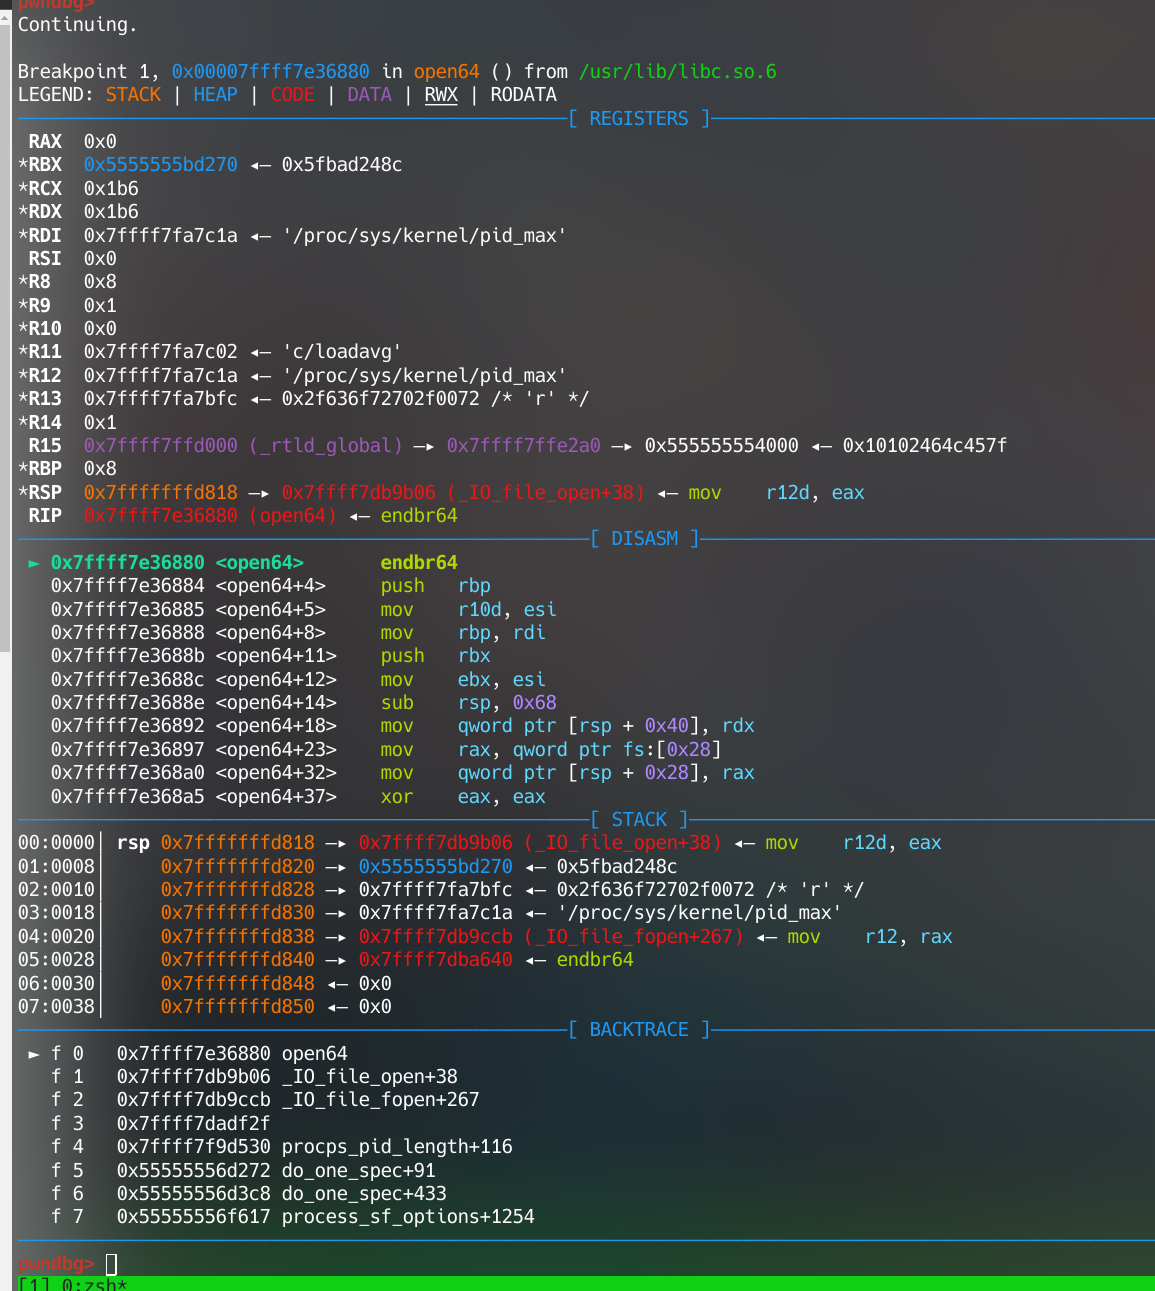 pwndbg>
Continuing.
Breakpoint 1, 0x00007ffff7e36880 in open64 () from /usr/lib/libc.so.6
LEGEND: STACK | HEAP | CODE | DATA | RWX | RODATA
[ REGISTERS ]
RAX 0x0
*RBX 0x5555555bd270 ◂— 0x5fbad248c
*RCX 0x1b6
*RDX 0x1b6
*RDI 0x7ffff7fa7c1a ◂— '/proc/sys/kernel/pid_max'
RSI 0x0
*R8 0x8
*R9 0x1
*R10 0x0
*R11 0x7ffff7fa7c02 ◂— 'c/loadavg'
*R12 0x7ffff7fa7c1a ◂— '/proc/sys/kernel/pid_max'
*R13 0x7ffff7fa7bfc ◂— 0x2f636f72702f0072 /* 'r' */
*R14 0x1
R15 0x7ffff7ffd000 (_rtld_global) —▸ 0x7ffff7ffe2a0 —▸ 0x555555554000 ◂— 0x10102464c457f
*RBP 0x8
*RSP 0x7fffffffd818 —▸ 0x7ffff7db9b06 (_IO_file_open+38) ◂— mov r12d, eax
RIP 0x7ffff7e36880 (open64) ◂— endbr64
[ DISASM ]
► 0x7ffff7e36880 <open64> endbr64
0x7ffff7e36884 <open64+4> push rbp
0x7ffff7e36885 <open64+5> mov r10d, esi
0x7ffff7e36888 <open64+8> mov rbp, rdi
0x7ffff7e3688b <open64+11> push rbx
0x7ffff7e3688c <open64+12> mov ebx, esi
0x7ffff7e3688e <open64+14> sub rsp, 0x68
0x7ffff7e36892 <open64+18> mov qword ptr [rsp + 0x40], rdx
0x7ffff7e36897 <open64+23> mov rax, qword ptr fs:[0x28]
0x7ffff7e368a0 <open64+32> mov qword ptr [rsp + 0x28], rax
0x7ffff7e368a5 <open64+37> xor eax, eax
[ STACK ]
00:0000│ rsp 0x7fffffffd818 —▸ 0x7ffff7db9b06 (_IO_file_open+38) ◂— mov r12d, eax
01:0008│ 0x7fffffffd820 —▸ 0x5555555bd270 ◂— 0x5fbad248c
02:0010│ 0x7fffffffd828 —▸ 0x7ffff7fa7bfc ◂— 0x2f636f72702f0072 /* 'r' */
03:0018│ 0x7fffffffd830 —▸ 0x7ffff7fa7c1a ◂— '/proc/sys/kernel/pid_max'
04:0020│ 0x7fffffffd838 —▸ 0x7ffff7db9ccb (_IO_file_fopen+267) ◂— mov r12, rax
05:0028│ 0x7fffffffd840 —▸ 0x7ffff7dba640 ◂— endbr64
06:0030│ 0x7fffffffd848 ◂— 0x0
07:0038│ 0x7fffffffd850 ◂— 0x0
[ BACKTRACE ]
► f 0 0x7ffff7e36880 open64
f 1 0x7ffff7db9b06 _IO_file_open+38
f 2 0x7ffff7db9ccb _IO_file_fopen+267
f 3 0x7ffff7dadf2f
f 4 0x7ffff7f9d530 procps_pid_length+116
f 5 0x55555556d272 do_one_spec+91
f 6 0x55555556d3c8 do_one_spec+433
f 7 0x55555556f617 process_sf_options+1254
pwndbg>
[1] 0:zsh*